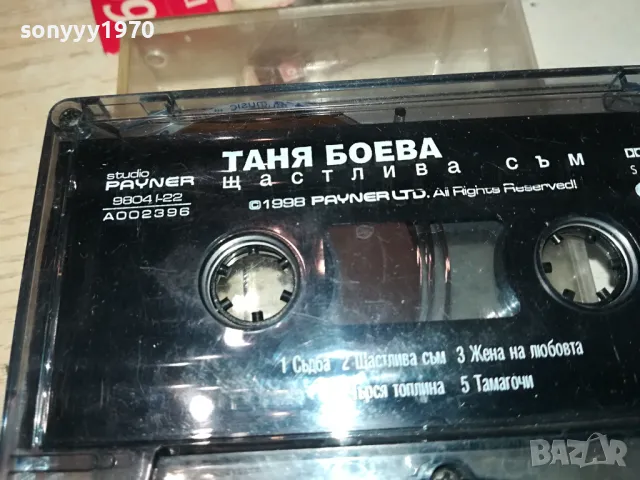 sonyyy1970
studio
PAYNER
9804 I-22
A002396
ТАНЯ БОЕВА
щастлива съм
©1998 PAYNER LTD. All Rights Reserved!
1 Съдба 2 Щастлива съм 3 Жена на любовта
топлина 5 Тамагочи
BAZAR